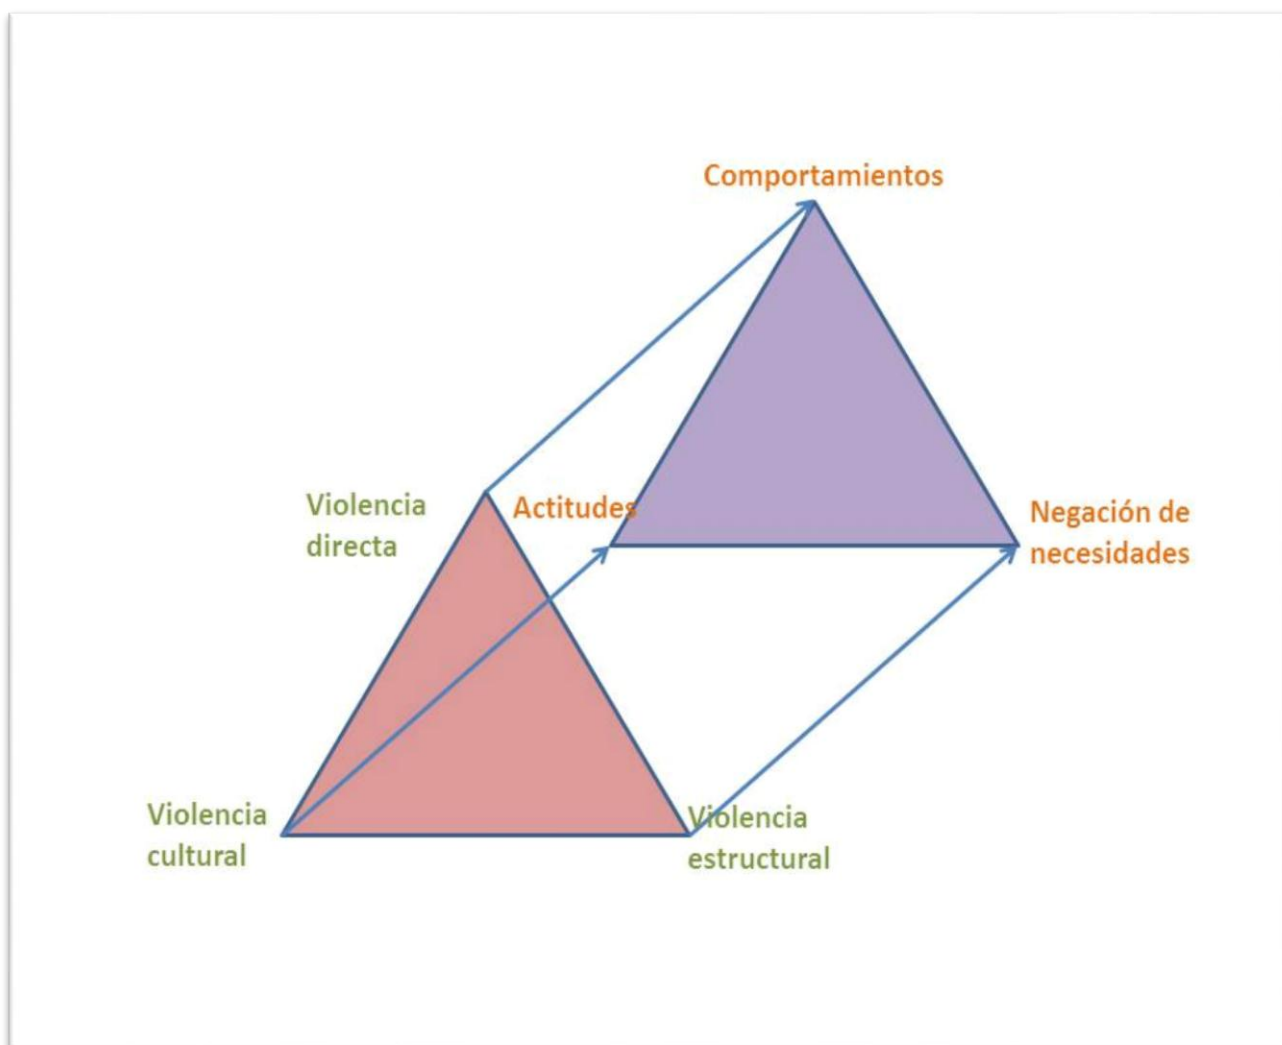 Comportamientos
Violencia
directa
Actitudes
Negación de
necesidades
Violencia
cultural
Violencia
estructural